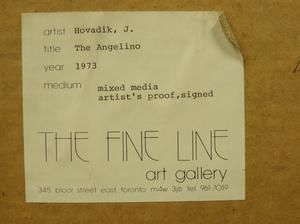 artist Hovadik, J.
title The Angelino
year 1973
medium mixed media
artist's proof,signed
THE FINE LINE
art gallery
345 bloor street east toronto m4w 3j6 tel 961-7019